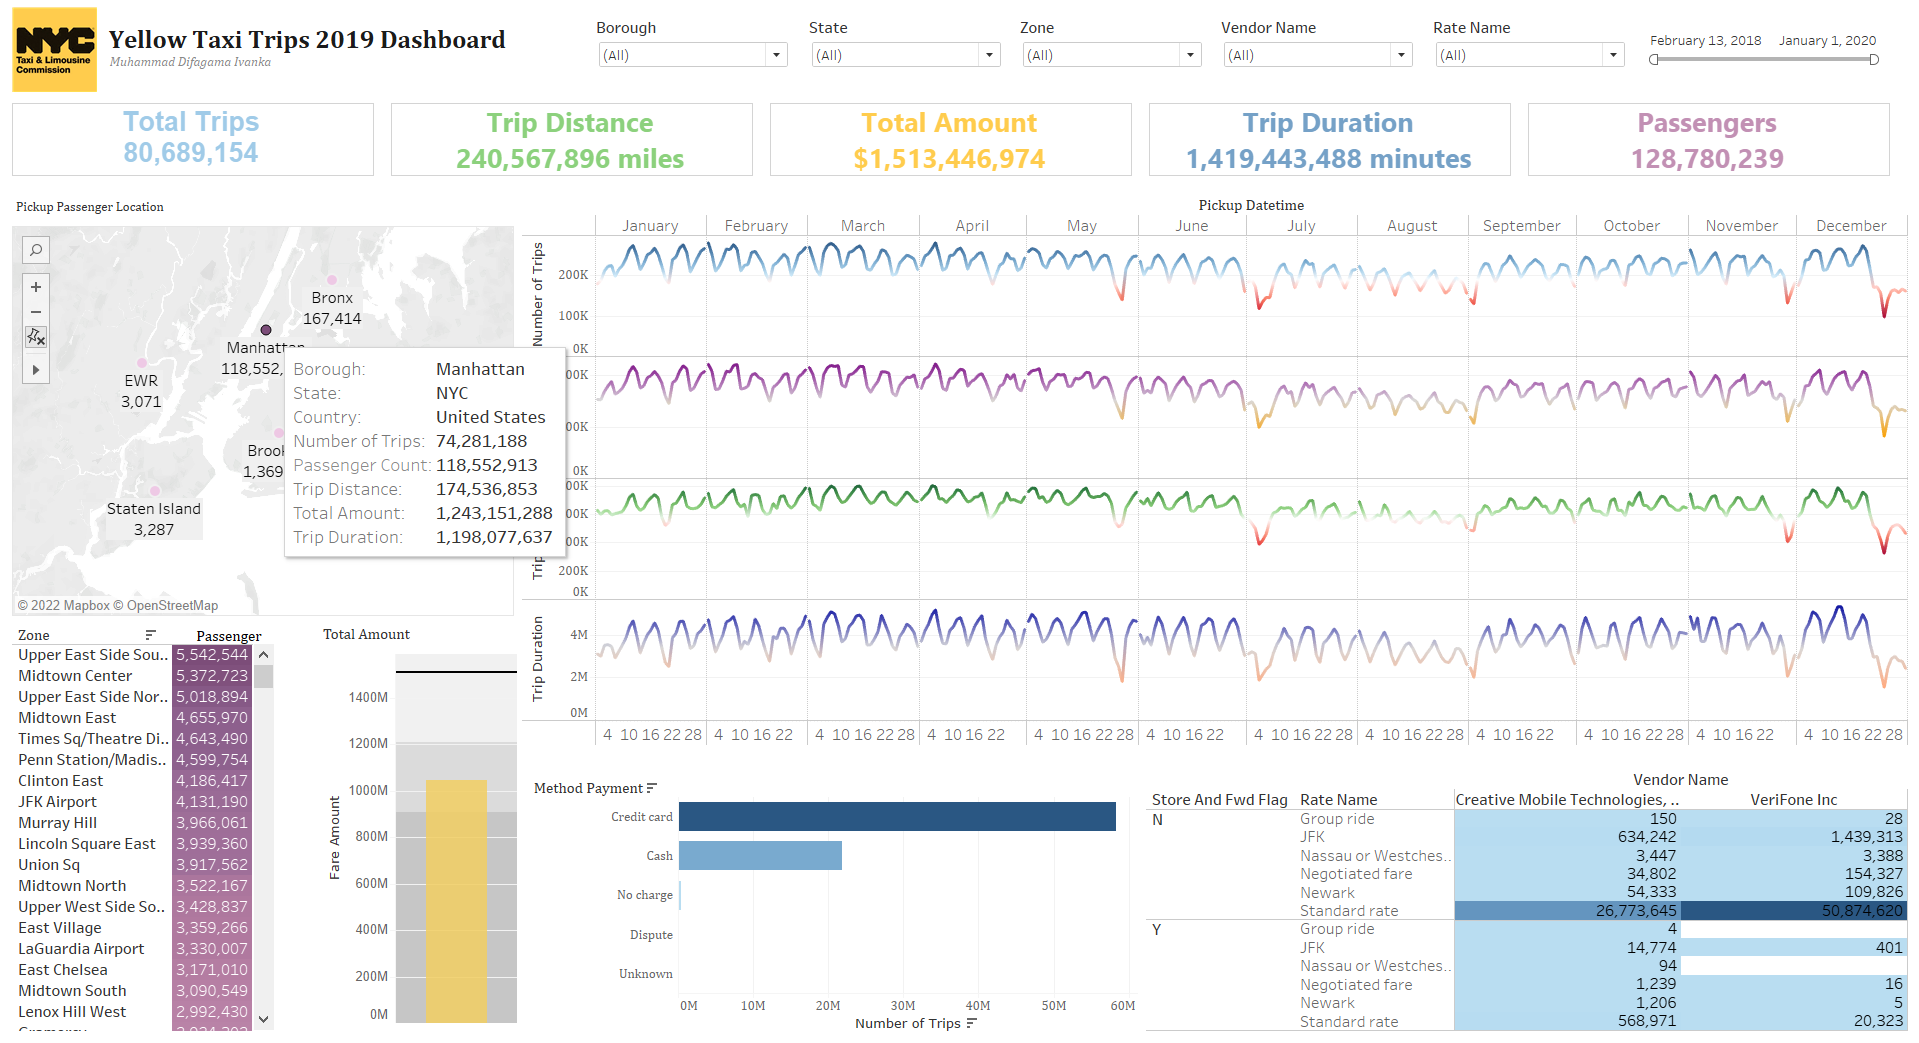 NYC
Taxi & Limousine
Commission
Yellow Taxi Trips 2019 Dashboard
Muhammad Difagama Ivanka
Borough
(All)
State
(All)
Zone
(All)
Vendor Name
(All)
Rate Name
(All)
February 13, 2018 January 1, 2020
Total Trips
80,689,154
Trip Distance
240,567,896 miles
Total Amount
$1,513,446,974
Trip Duration
1,419,443,488 minutes
Passengers
128,780,239
Pickup Passenger Location
Bronx
167,414
Manhattan
118,552,
EWR
3,071
Brook
1,369
Staten Island
3,287
© 2022 Mapbox © OpenStreetMap
Borough: Manhattan
State: NYC
Country: United States
Number of Trips: 74,281,188
Passenger Count: 118,552,913
Trip Distance: 174,536,853
Total Amount: 1,243,151,288
Trip Duration: 1,198,077,637
Pickup Datetime
January February March April May June July August September October November December
Number of Trips
200K
100K
0K
00K
00K
0K
Trip
00K
00K
00K
200K
0K
Trip Duration
4M
2M
0M
4 10 16 22 28 4 10 16 22 4 10 16 22 28 4 10 16 22 4 10 16 22 28 4 10 16 22 4 10 16 22 28 4 10 16 22 28 4 10 16 22 4 10 16 22 28 4 10 16 22 4 10 16 22 28
Zone Passenger
Upper East Side Sou.. 5,542,544
Midtown Center 5,372,723
Upper East Side Nor.. 5,018,894
Midtown East 4,655,970
Times Sq/Theatre Di.. 4,643,490
Penn Station/Madis.. 4,599,754
Clinton East 4,186,417
JFK Airport 4,131,190
Murray Hill 3,966,061
Lincoln Square East 3,939,360
Union Sq 3,917,562
Midtown North 3,522,167
Upper West Side So.. 3,428,837
East Village 3,359,266
LaGuardia Airport 3,330,007
East Chelsea 3,171,010
Midtown South 3,090,549
Lenox Hill West 2,992,430
Total Amount
Fare Amount
1400M
1200M
1000M
800M
600M
400M
200M
0M
Method Payment
Credit card
Cash
No charge
Dispute
Unknown
0M 10M 20M 30M 40M 50M 60M
Number of Trips
Vendor Name
Store And Fwd Flag Rate Name Creative Mobile Technologies, .. VeriFone Inc
N Group ride 150 28
JFK 634,242 1,439,313
Nassau or Westches.. 3,447 3,388
Negotiated fare 34,802 154,327
Newark 54,333 109,826
Standard rate 26,773,645 50,874,620
Y Group ride 4
JFK 14,774 401
Nassau or Westches.. 94
Negotiated fare 1,239 16
Newark 1,206 5
Standard rate 568,971 20,323